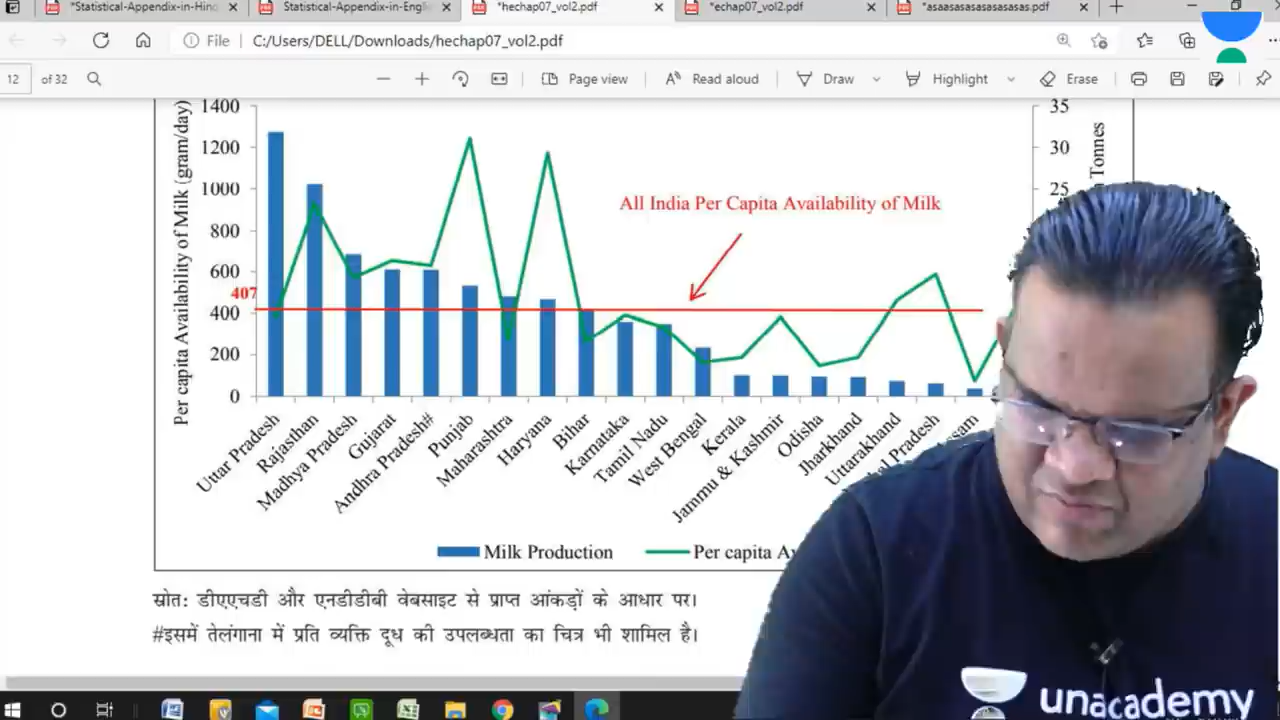 *Statistical-Appendix-in-Hind
Statistical-Appendix-in-Engli
*hechap07_vol2.pdf
*echap07_vol2.pdf
*asaasasasasasasasas.pdf
File
C:/Users/DELL/Downloads/hechap07_vol2.pdf
12 of 32
Page view
Read aloud
Draw
Highlight
Erase
Per capita Availability of Milk (gram/day)
1400
1200
1000
800
600
407
400
200
0
35
30
25
Tonnes
All India Per Capita Availability of Milk
Uttar Pradesh
Rajasthan
Madhya Pradesh
Gujarat
Andhra Pradesh#
Punjab
Maharashtra
Haryana
Bihar
Karnataka
Tamil Nadu
West Bengal
Kerala
Jammu & Kashmir
Odisha
Jharkhand
Uttarakhand
Pradesh
Milk Production
Per capita
स्रोत: डीएएचडी और एनडीडीबी वेबसाइट से प्राप्त आंकड़ों के आधार पर।
#इसमें तेलंगाना में प्रति व्यक्ति दूध की उपलब्धता का चित्र भी शामिल है।
unacademy